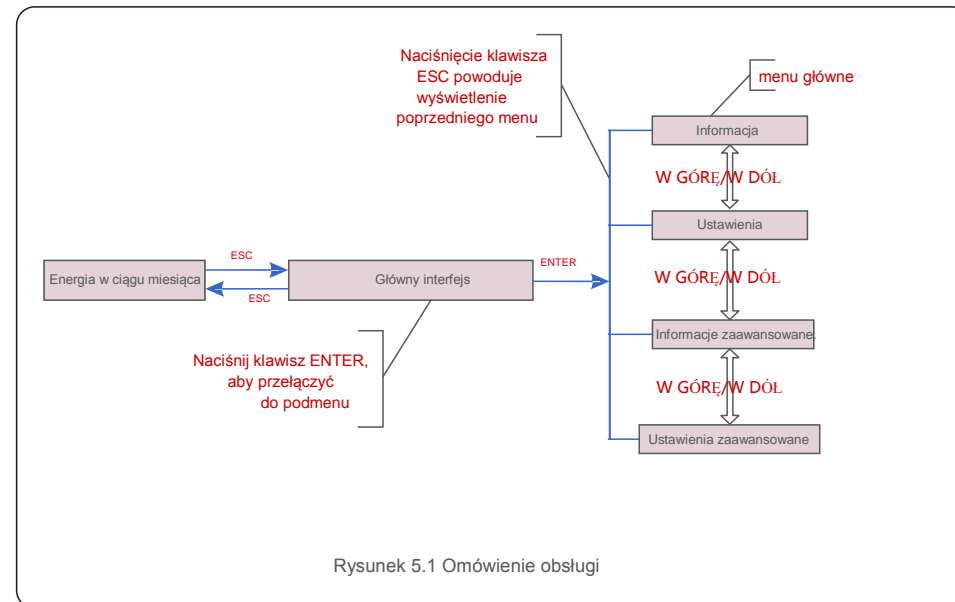 Naciśnięcie klawisza
ESC powoduje
wyświetlenie
poprzedniego menu
menu główne
Informacja
W GÓRĘ/W DÓŁ
Ustawienia
W GÓRĘ/W DÓŁ
ESC
ENTER
Energia w ciągu miesiąca
Główny interfejs
ESC
Informacje zaawansowane.
Naciśnij klawisz ENTER,
aby przełączyć
do podmenu
W GÓRĘ/W DÓŁ
Ustawienia zaawansowane
Rysunek 5.1 Omówienie obsługi